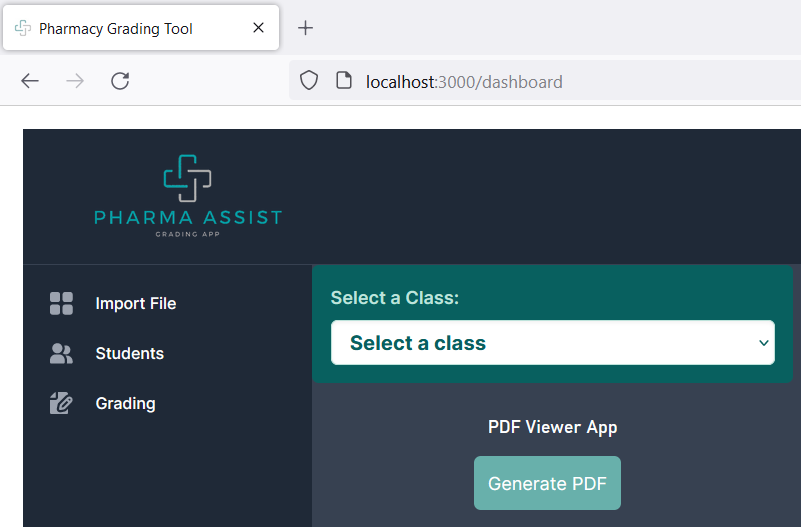 Pharmacy Grading Tool
localhost:3000/dashboard
PHARMA ASSIST
GRADING APP
Import File
Students
Grading
Select a Class:
Select a class
PDF Viewer App
Generate PDF